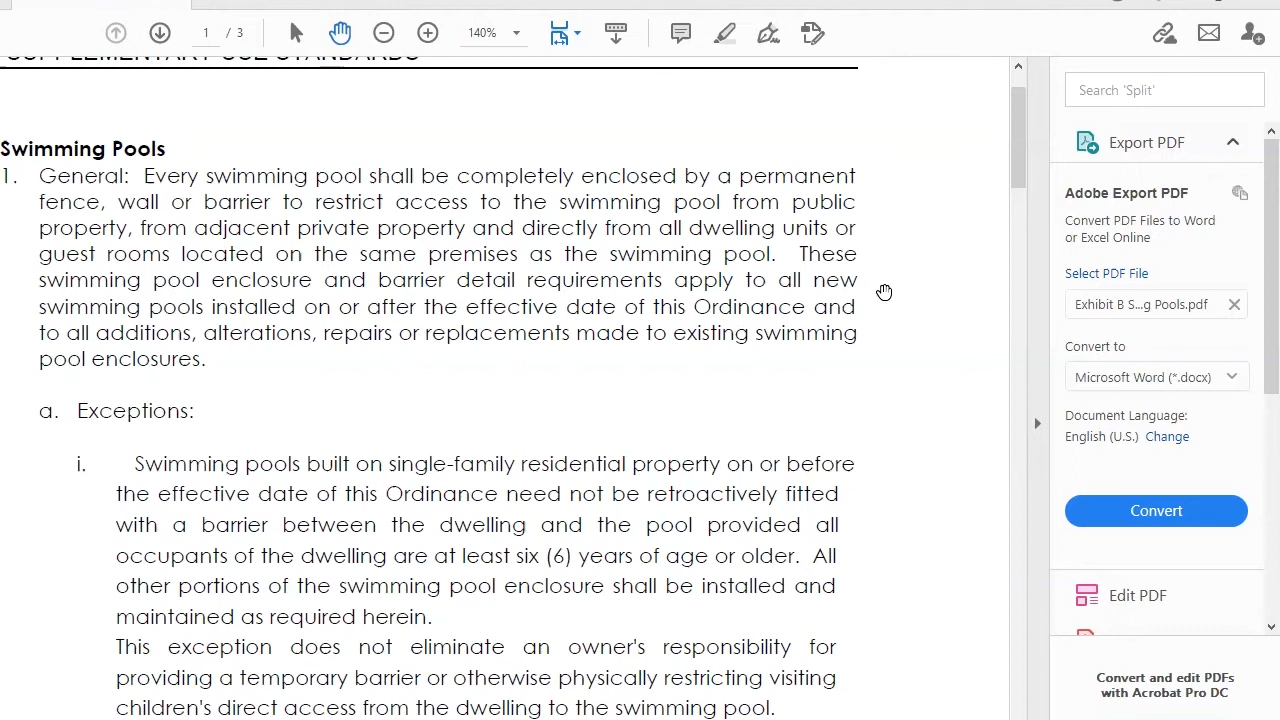 1 / 3
140%
SUPPLEMENTARY USE STANDARDS
Search 'Split'
Export PDF
Swimming Pools
1. General: Every swimming pool shall be completely enclosed by a permanent
fence, wall or barrier to restrict access to the swimming pool from public
property, from adjacent private property and directly from all dwelling units or
guest rooms located on the same premises as the swimming pool. These
swimming pool enclosure and barrier detail requirements apply to all new
swimming pools installed on or after the effective date of this Ordinance and
to all additions, alterations, repairs or replacements made to existing swimming
pool enclosures.
a. Exceptions:
i. Swimming pools built on single-family residential property on or before
the effective date of this Ordinance need not be retroactively fitted
with a barrier between the dwelling and the pool provided all
occupants of the dwelling are at least six (6) years of age or older. All
other portions of the swimming pool enclosure shall be installed and
maintained as required herein.
This exception does not eliminate an owner's responsibility for
providing a temporary barrier or otherwise physically restricting visiting
children's direct access from the dwelling to the swimming pool.
Adobe Export PDF
Convert PDF Files to Word
or Excel Online
Select PDF File
Exhibit B S...g Pools.pdf
Convert to
Microsoft Word (*.docx)
Document Language:
English (U.S.) Change
Convert
Edit PDF
Convert and edit PDFs
with Acrobat Pro DC